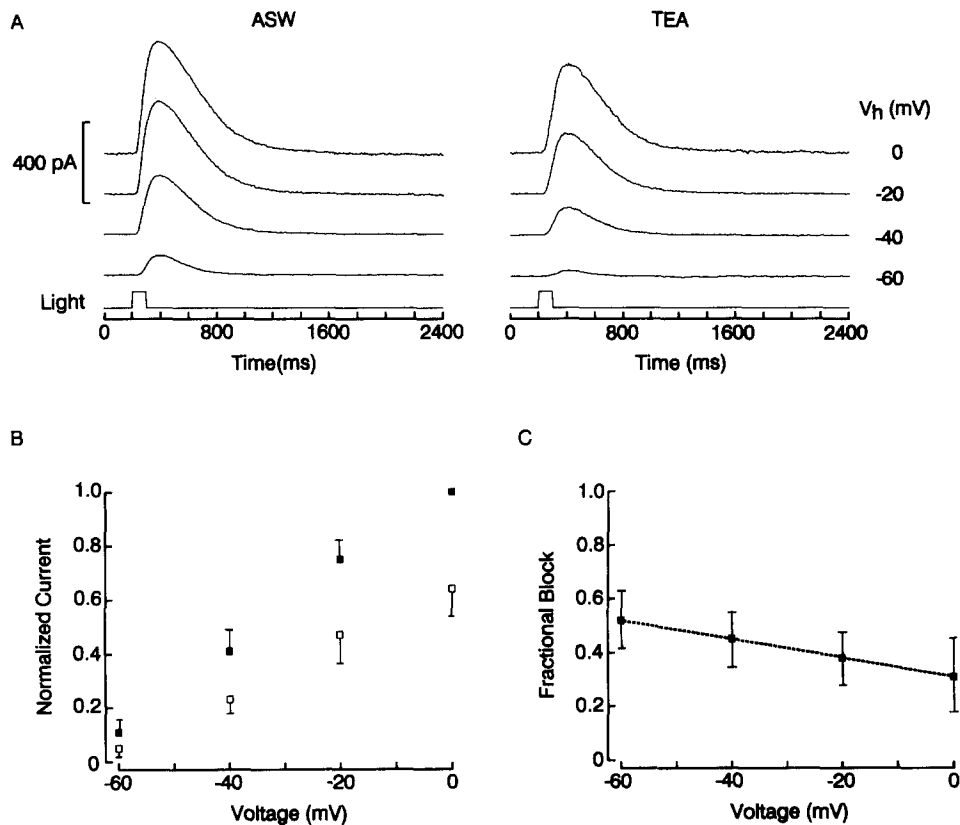 A
ASW
TEA
Vh (mV)
400 pA
0
-20
-40
-60
Light
0 800 1600 2400
Time(ms)
0 800 1600 2400
Time (ms)
B
Normalized Current
1.0
0.8
0.6
0.4
0.2
0
-60 -40 -20 0
Voltage (mV)
C
Fractional Block
1.0
0.8
0.6
0.4
0.2
0
-60 -40 -20 0
Voltage (mV)